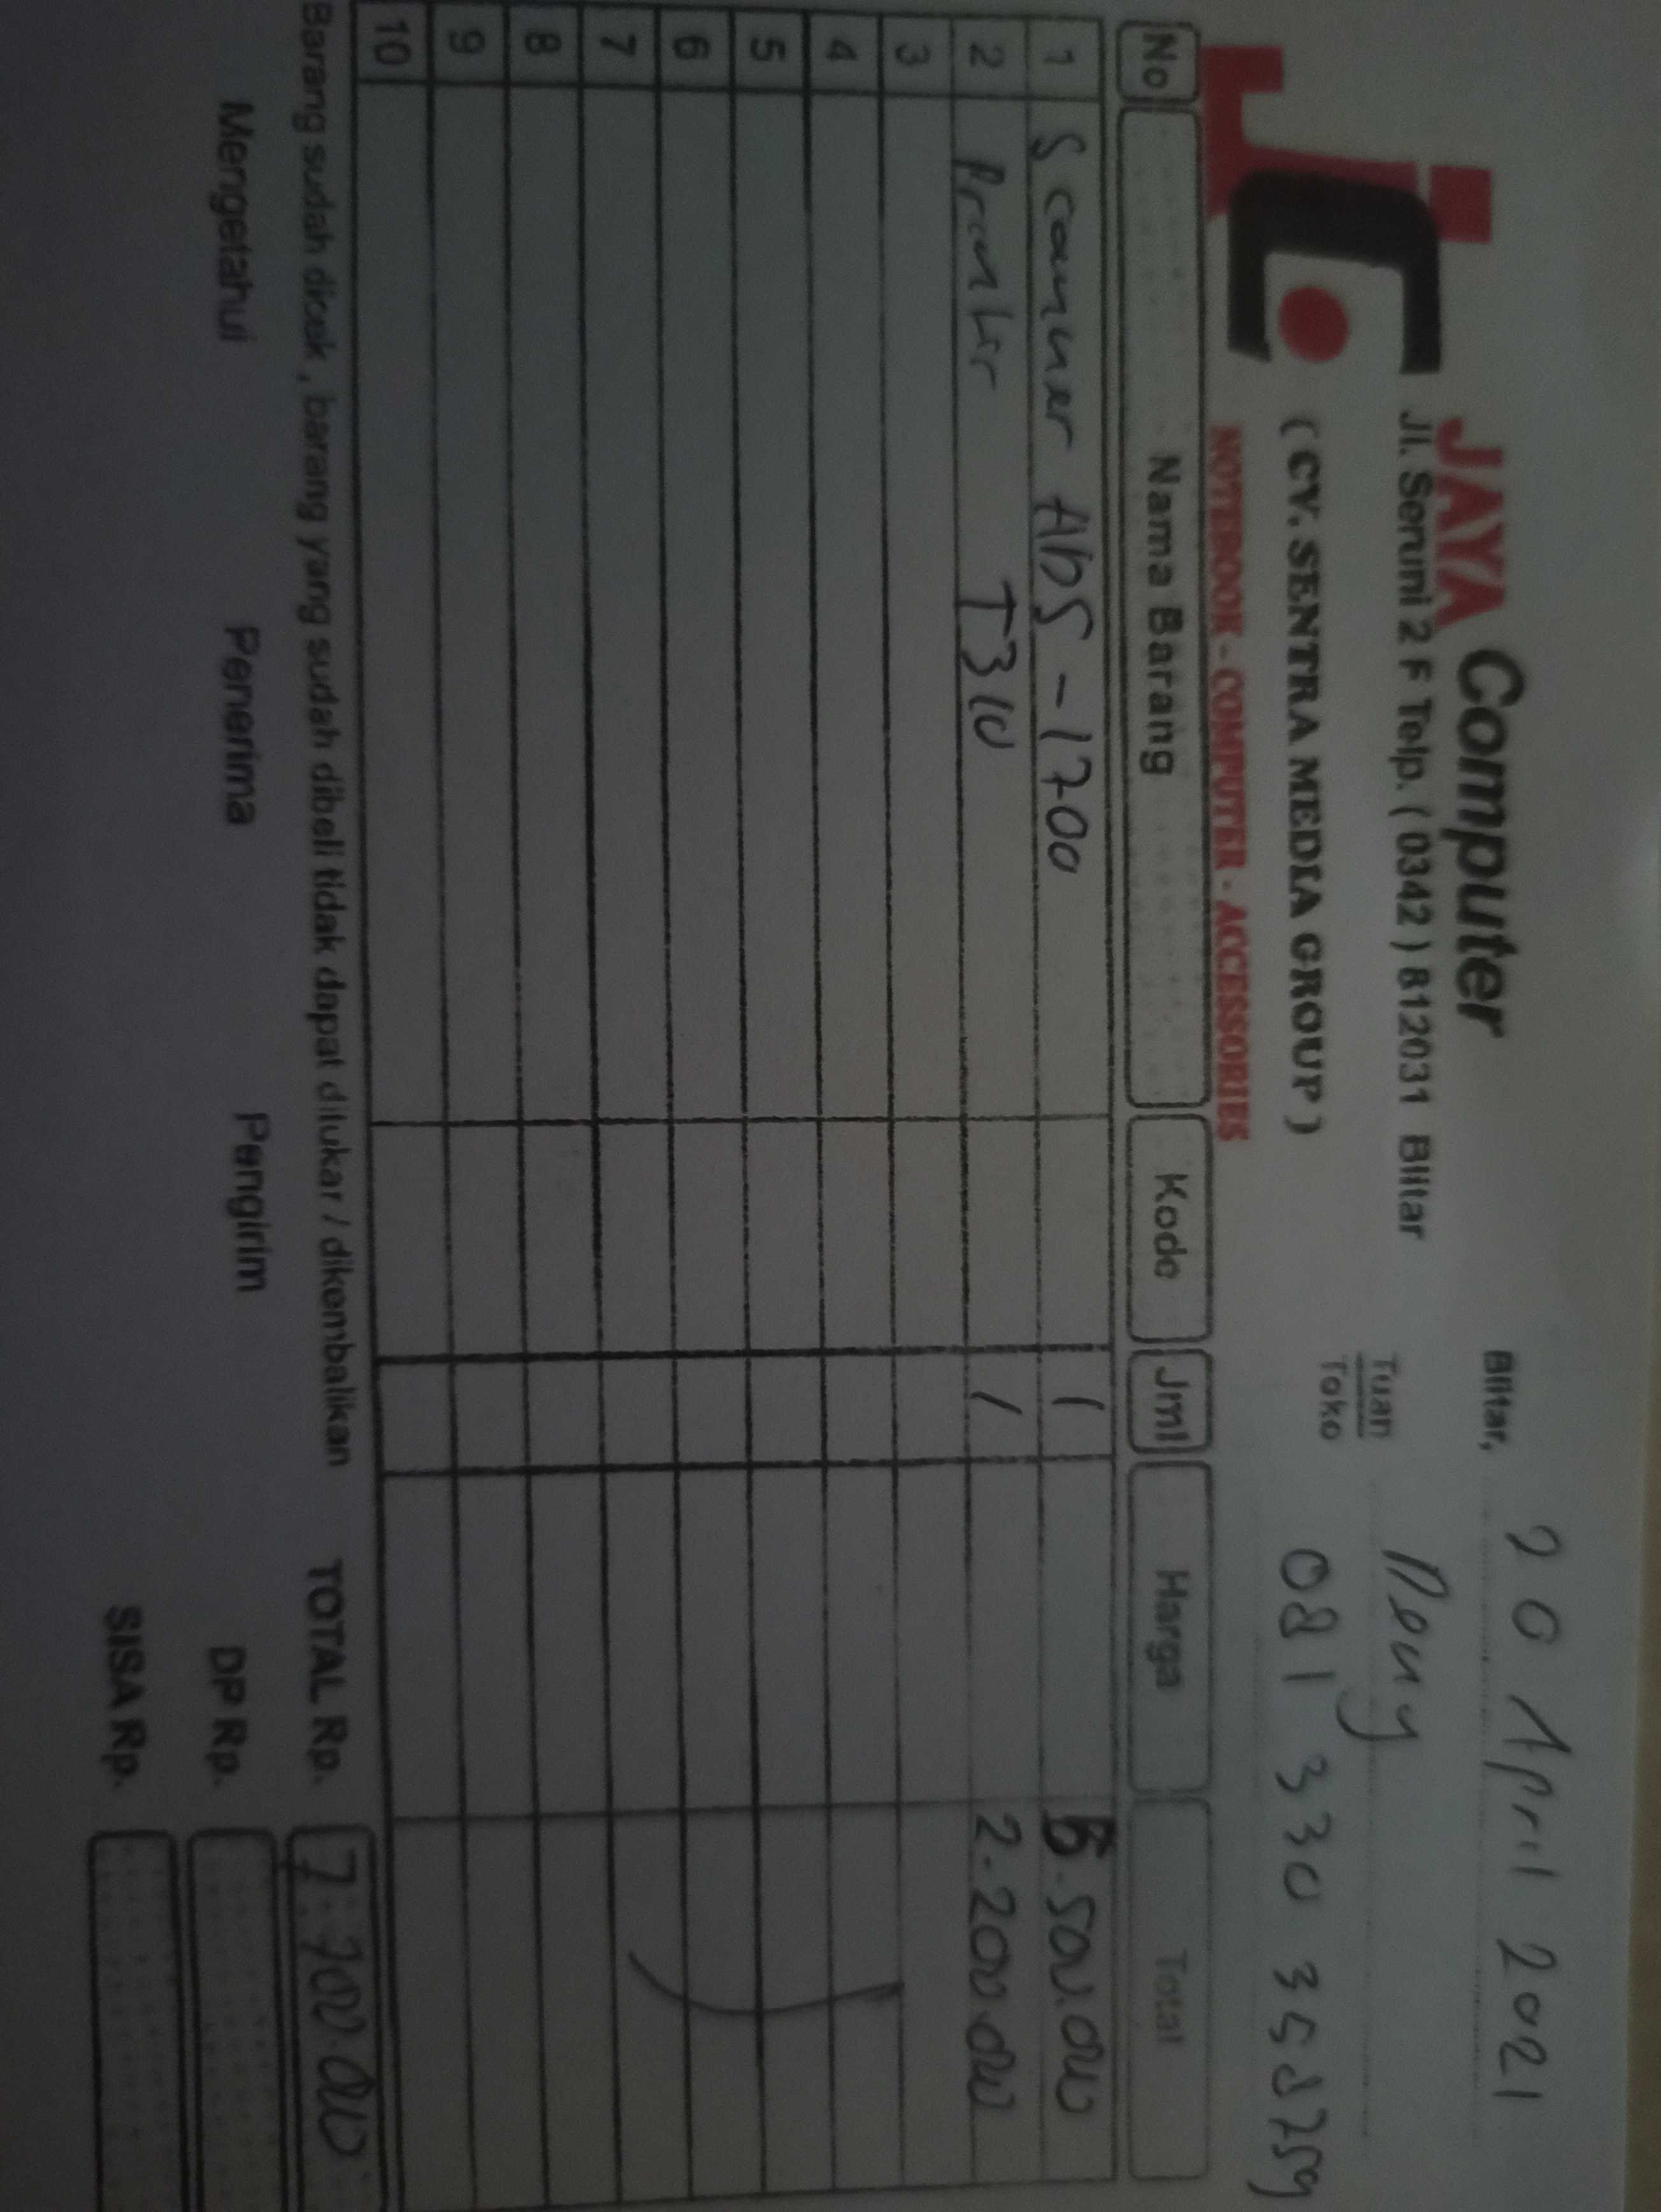 JAYA Computer
Jl. Seruni 2 F Telp. ( 0342 ) 812031 Blitar
( CV. SENTRA MEDIA GROUP )
NOTEBOOK - COMPUTER - ACCESSORIES
Blitar, 20 April 2021
Tuan Deny
Toko
081 330 358759
No Nama Barang Kode Jml Harga Total
1 Scanner ADS - 1700 1 5.500.000
2 Printer T310 1 2.200.000
3
4
5
6
7
8
9
10
Barang sudah dicek , barang yang sudah dibeli tidak dapat ditukar / dikembalikan
TOTAL Rp. 7.700.000
Mengetahui Penerima Pengirim
DP Rp.
SISA Rp.